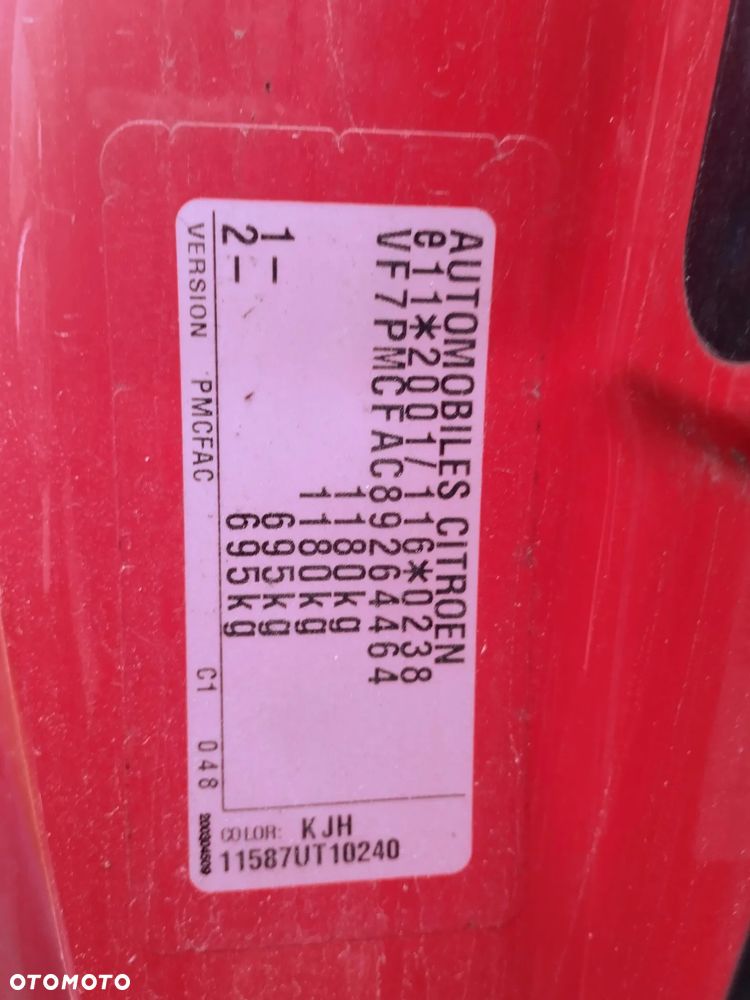 AUTOMOBILES CITROEN
e11*2001/116*0238
VF7PMCFAC89264464
1180kg
1180kg
1– 695kg
2– 695kg
VERSION PMCFAC C1 048
COLOR: KJH
11587UT10240
OTOMOTO